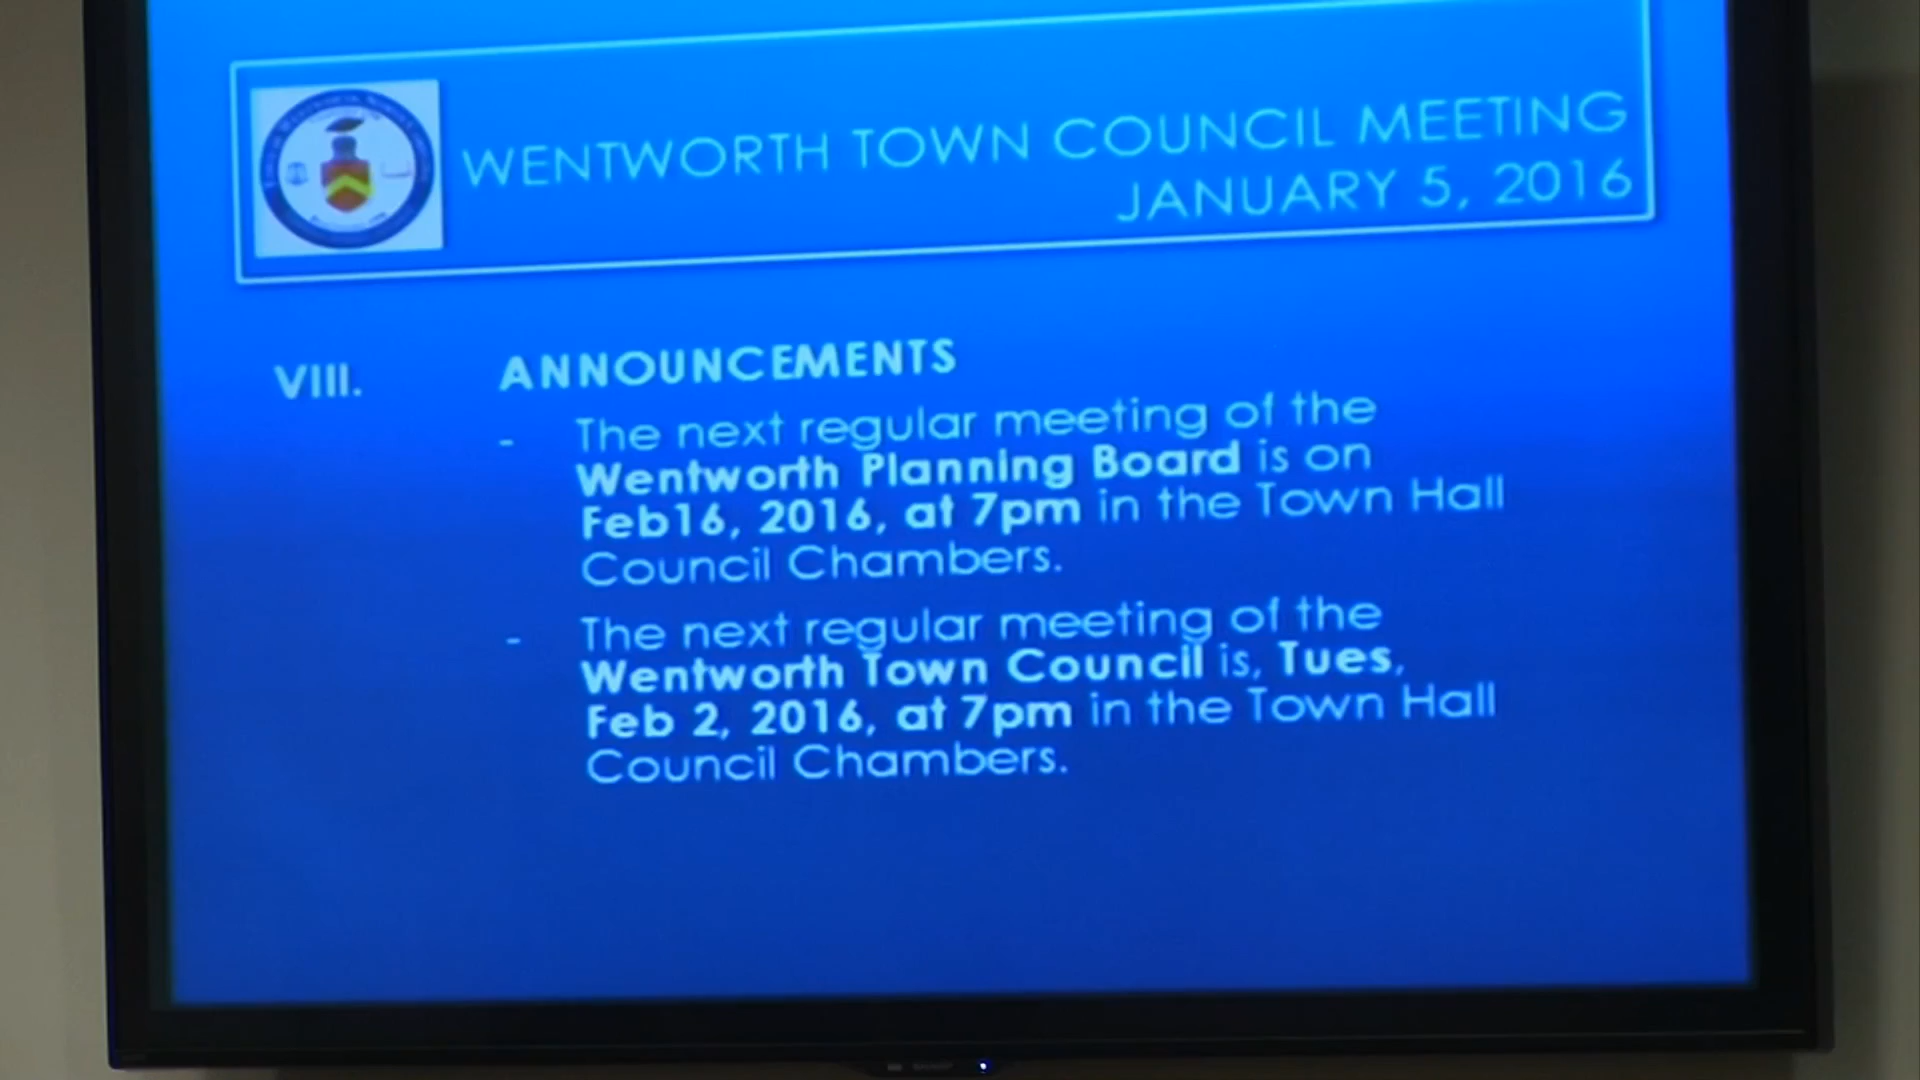 WENTWORTH TOWN COUNCIL MEETING
JANUARY 5, 2016
VIII. ANNOUNCEMENTS
- The next regular meeting of the
Wentworth Planning Board is on
Feb16, 2016, at 7pm in the Town Hall
Council Chambers.
- The next regular meeting of the
Wentworth Town Council is, Tues,
Feb 2, 2016, at 7pm in the Town Hall
Council Chambers.